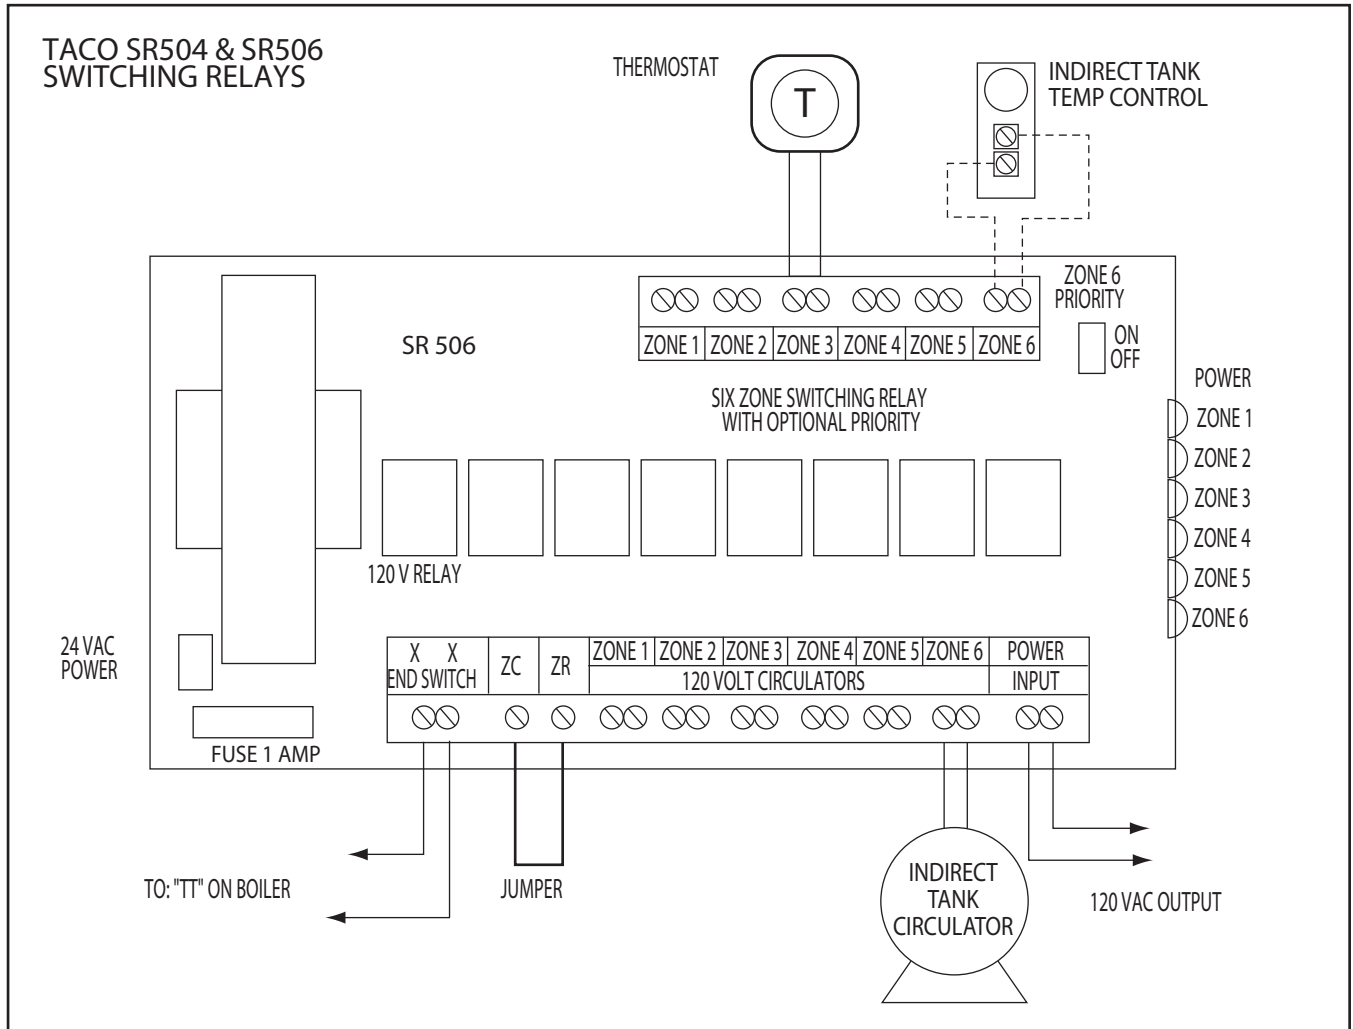 TACO SR504 & SR506
SWITCHING RELAYS
THERMOSTAT
T
INDIRECT TANK
TEMP CONTROL
ZONE 6
PRIORITY
ON
OFF
SR 506
ZONE 1 ZONE 2 ZONE 3 ZONE 4 ZONE 5 ZONE 6
SIX ZONE SWITCHING RELAY
WITH OPTIONAL PRIORITY
POWER
ZONE 1
ZONE 2
ZONE 3
ZONE 4
ZONE 5
ZONE 6
120 V RELAY
24 VAC
POWER
FUSE 1 AMP
X X
END SWITCH
ZC
ZR
ZONE 1 ZONE 2 ZONE 3 ZONE 4 ZONE 5 ZONE 6
120 VOLT CIRCULATORS
POWER
INPUT
TO: "TT" ON BOILER
JUMPER
INDIRECT
TANK
CIRCULATOR
120 VAC OUTPUT